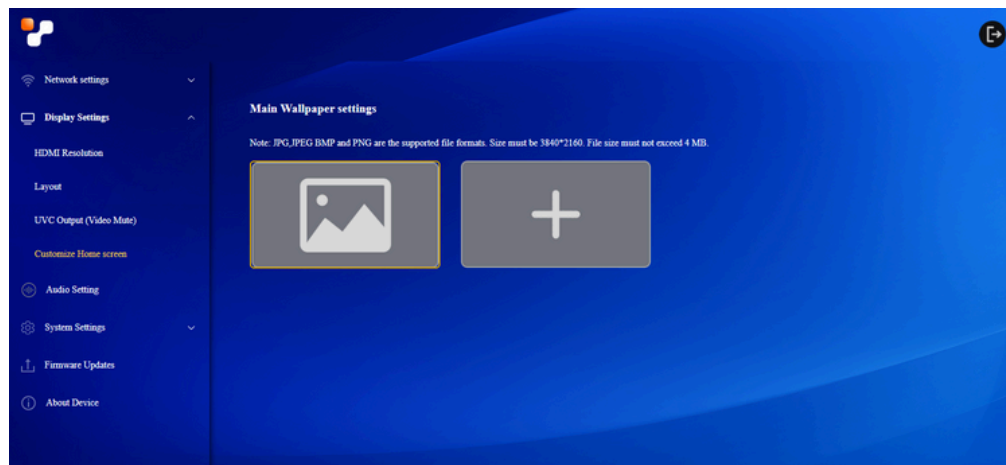 Network settings
Display Settings
HDMI Resolution
Layout
UVC Output (Video Mute)
Customize Home screen
Audio Setting
System Settings
Firmware Updates
About Device
Main Wallpaper settings
Note: JPG,JPEG BMP and PNG are the supported file formats. Size must be 3840*2160. File size must not exceed 4 MB.